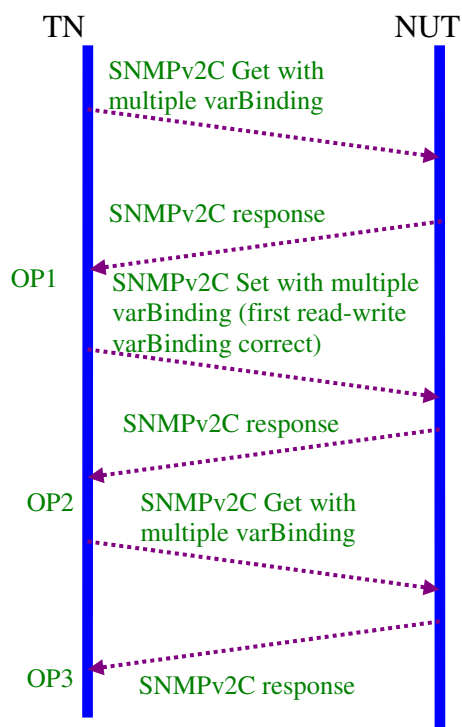 TN
NUT
SNMPv2C Get with
multiple varBinding
SNMPv2C response
OP1
SNMPv2C Set with multiple
varBinding (first read-write
varBinding correct)
SNMPv2C response
OP2
SNMPv2C Get with
multiple varBinding
OP3
SNMPv2C response